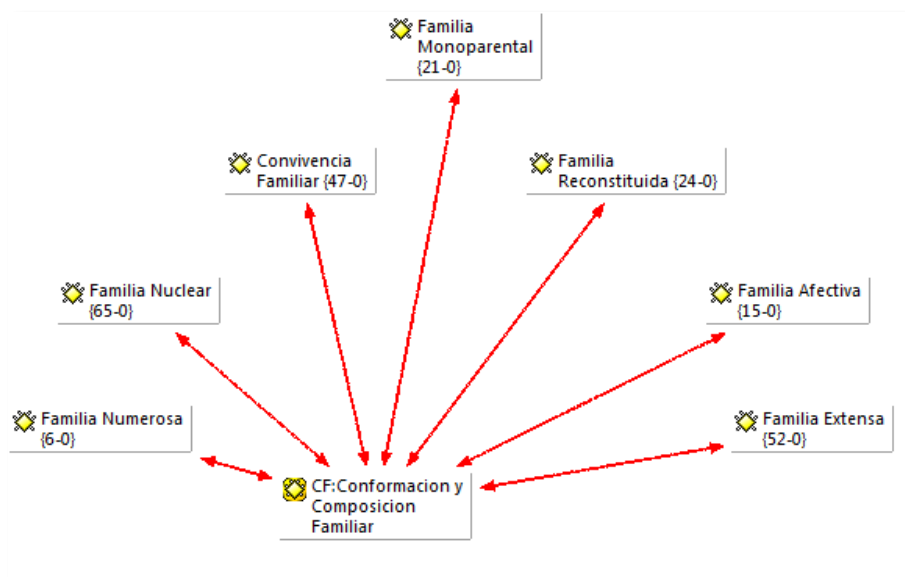 Familia
Monoparental
{21-0}
Convivencia
Familiar {47-0}
Familia
Reconstituida {24-0}
Familia Nuclear
{65-0}
Familia Afectiva
{15-0}
Familia Numerosa
{6-0}
Familia Extensa
{52-0}
CF:Conformacion y
Composicion
Familiar